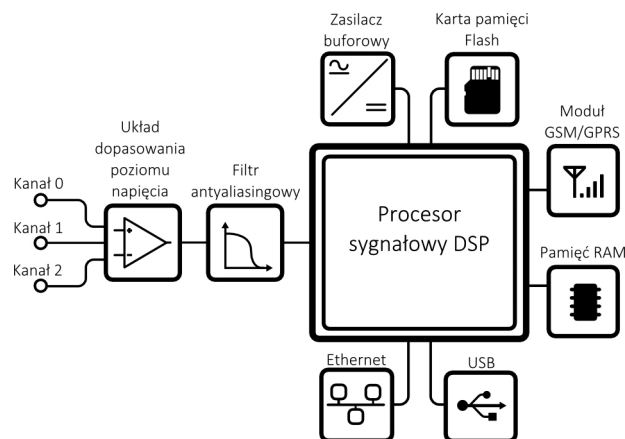 Zasilacz
buforowy
Karta pamięci
Flash
Układ
dopasowania
poziomu
napięcia
Filtr
antyaliasingowy
Moduł
GSM/GPRS
Kanał 0
Kanał 1
Kanał 2
Procesor
sygnałowy DSP
Pamięć RAM
Ethernet
USB